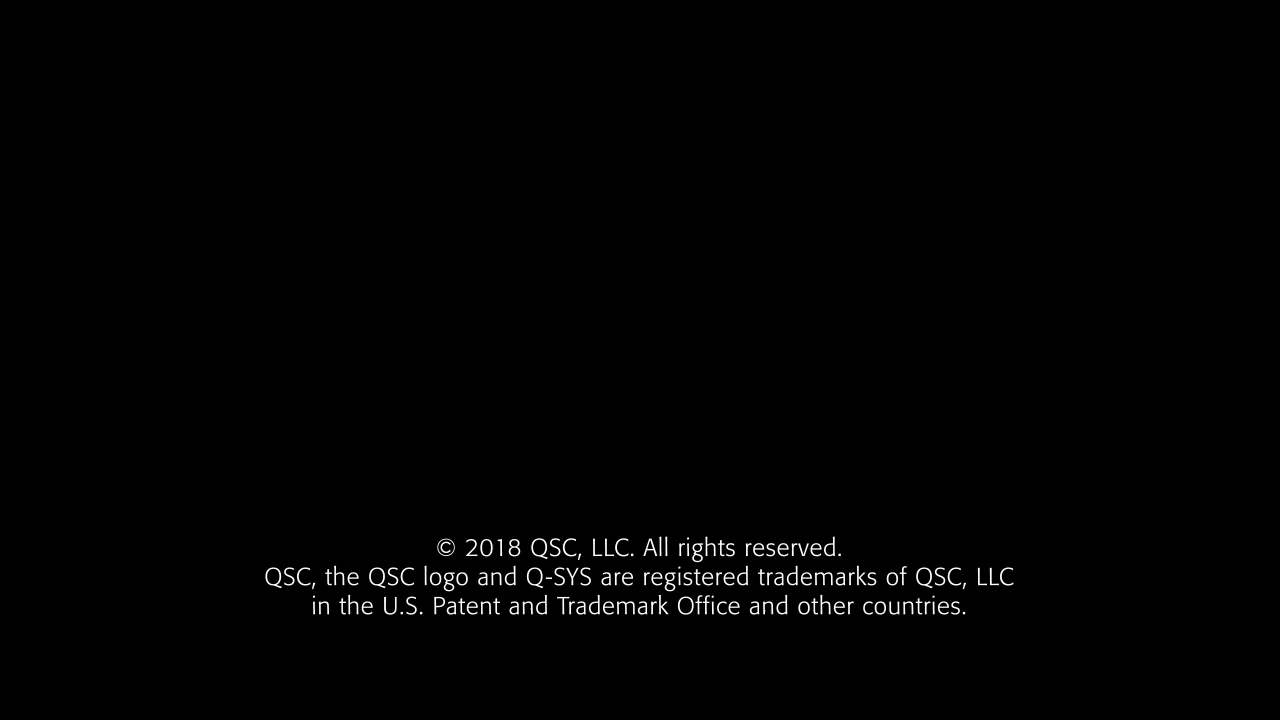 © 2018 QSC, LLC. All rights reserved.
QSC, the QSC logo and Q-SYS are registered trademarks of QSC, LLC
in the U.S. Patent and Trademark Office and other countries.